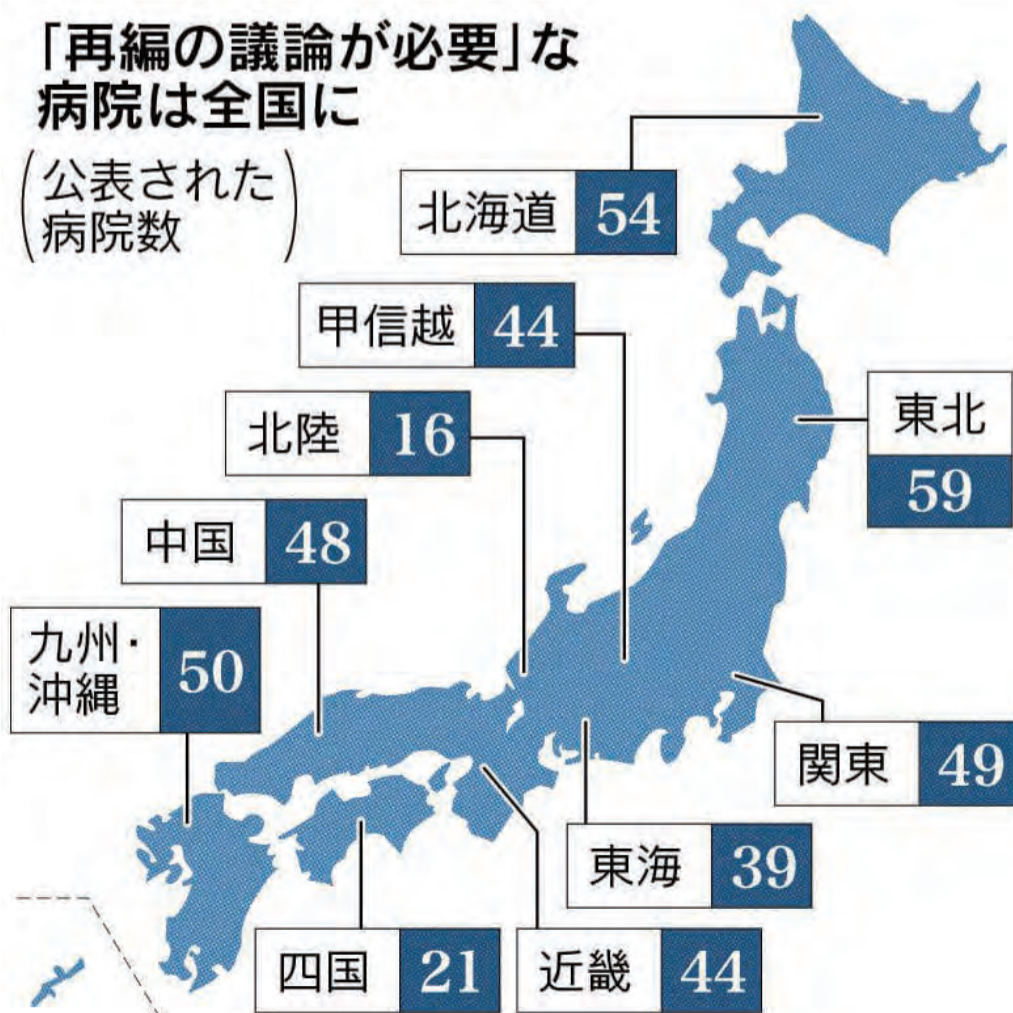 「再編の議論が必要」な
病院は全国に
(公表された
病院数)
北海道 54
甲信越 44
北陸 16
東北
59
中国 48
九州・
沖縄 50
関東 49
東海 39
四国 21
近畿 44